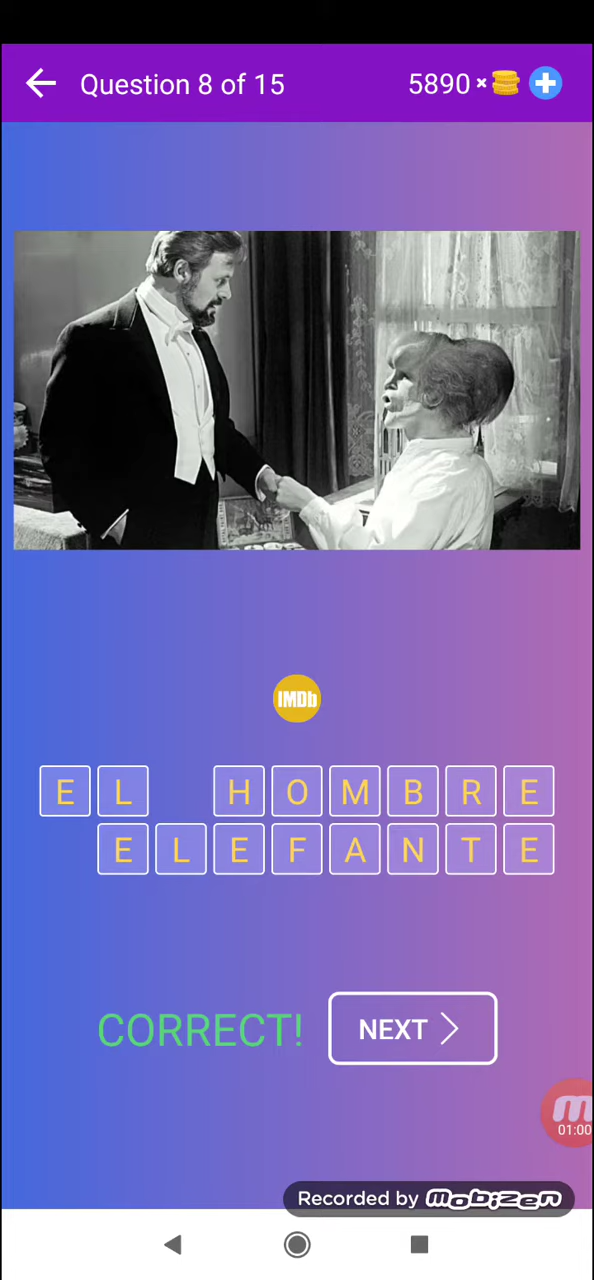 Question 8 of 15
5890 ×
IMDb
EL HOMBRE
ELEFANTE
CORRECT!
NEXT
01:00
Recorded by mobizen